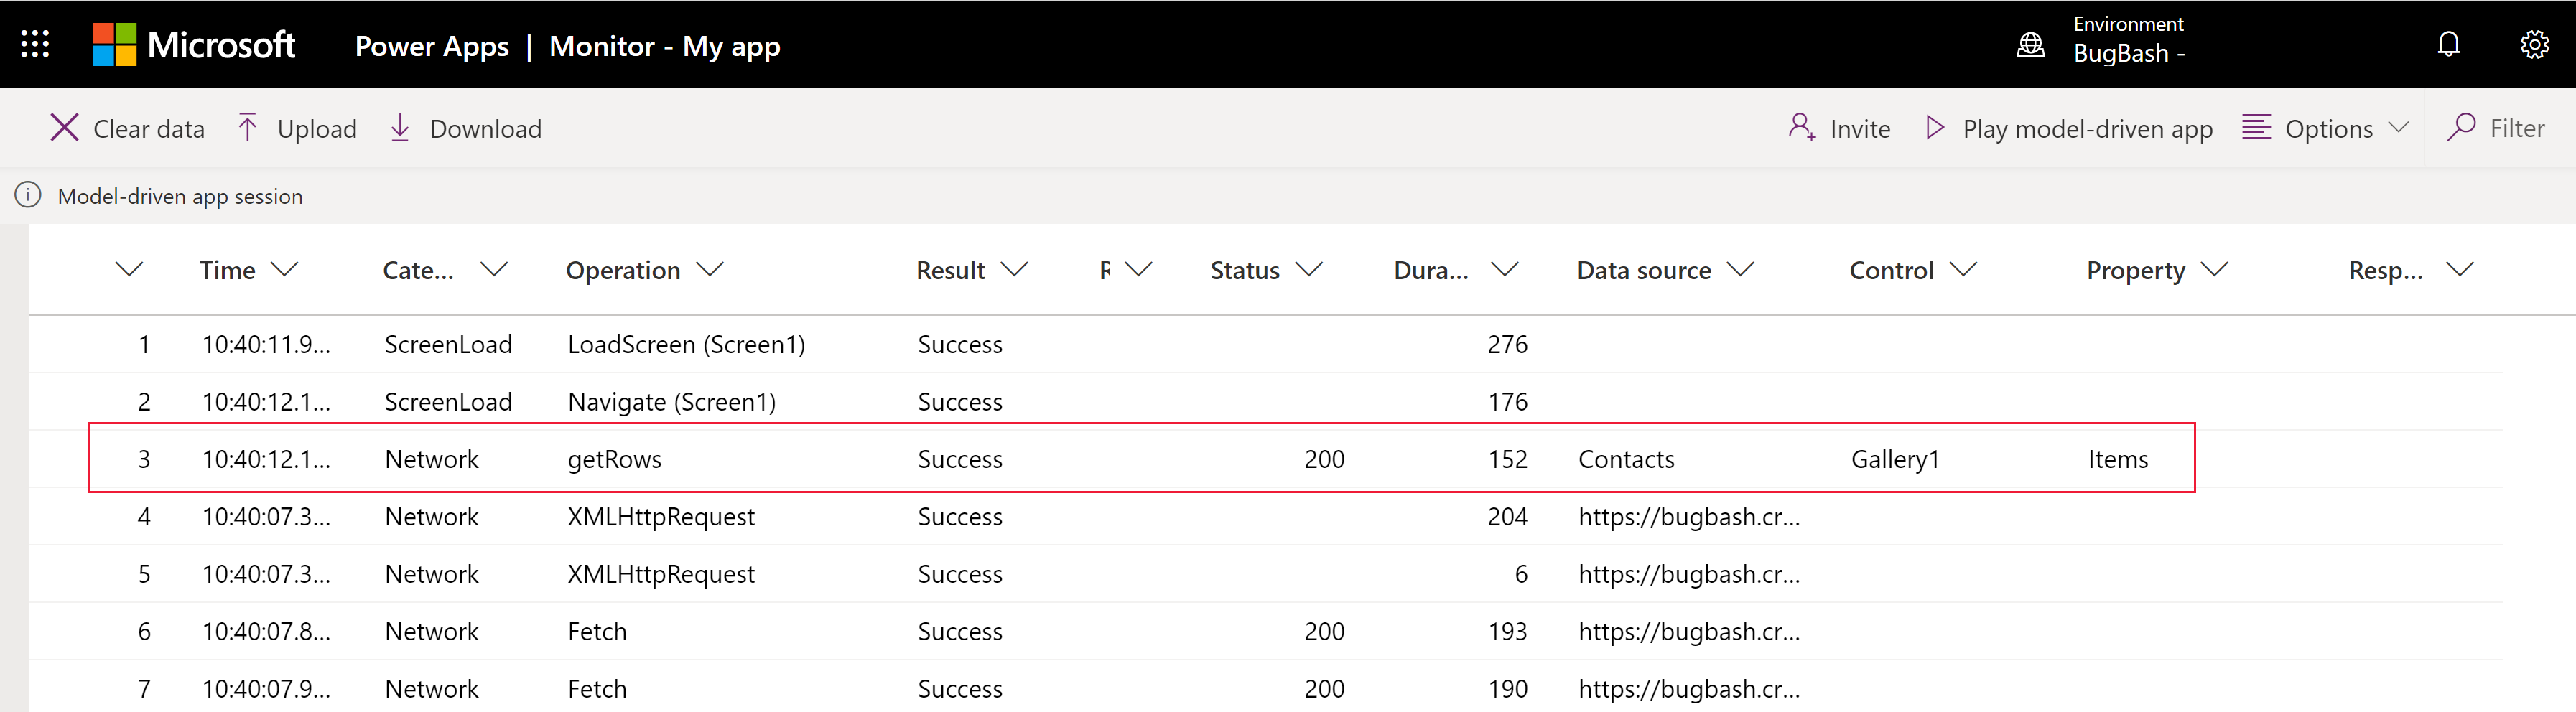 Microsoft Power Apps | Monitor - My app Environment
BugBash -
Clear data Upload Download Invite Play model-driven app Options Filter
Model-driven app session
Time Cate... Operation Result R Status Dura... Data source Control Property Resp...
1 10:40:11.9... ScreenLoad LoadScreen (Screen1) Success 276
2 10:40:12.1... ScreenLoad Navigate (Screen1) Success 176
3 10:40:12.1... Network getRows Success 200 152 Contacts Gallery1 Items
4 10:40:07.3... Network XMLHttpRequest Success 204 https://bugbash.cr...
5 10:40:07.3... Network XMLHttpRequest Success 6 https://bugbash.cr...
6 10:40:07.8... Network Fetch Success 200 193 https://bugbash.cr...
7 10:40:07.9... Network Fetch Success 200 190 https://bugbash.cr...